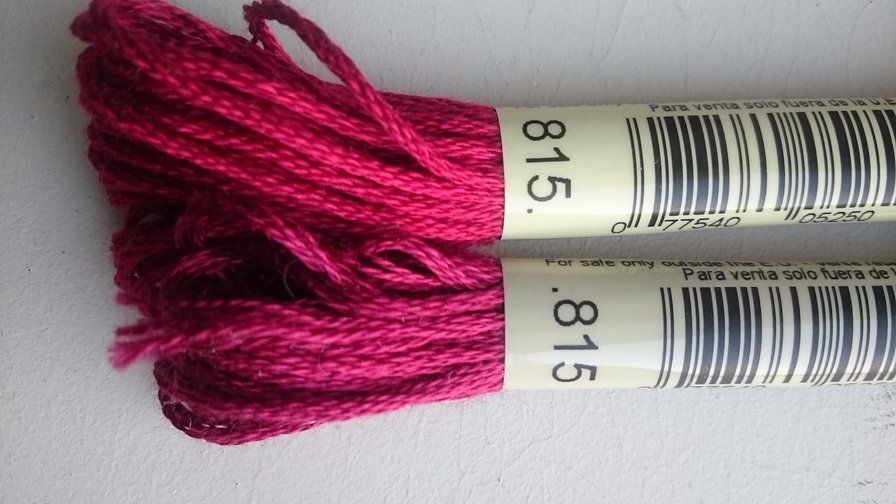 Para venta solo fuera de la
815.
0 77540 05250
For sale only outside the E.U. -
Para venta solo fuera de
.815